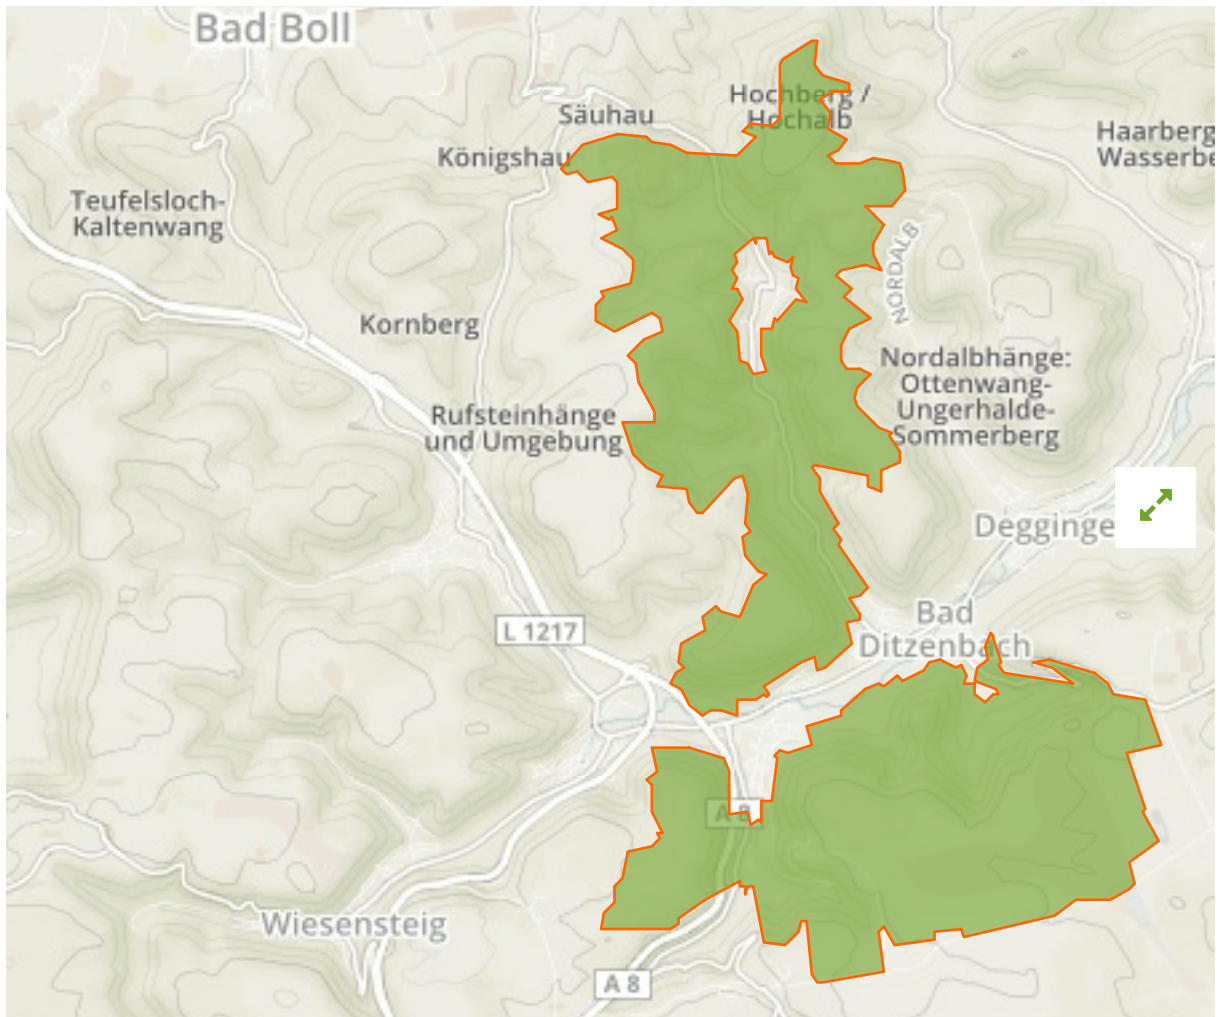 Bad Boll
Hochberg /
Hochalb
Säuhau
Königshau
Haarberg
Wasserbe
Teufelsloch-
Kaltenwang
NORDALB
Kornberg
Nordalbhänge:
Ottenwang-
Ungerhalde-
Sommerberg
Rufsteinhänge
und Umgebung
Degginge
Bad
Ditzenbach
L 1217
A 8
Wiesensteig
A 8